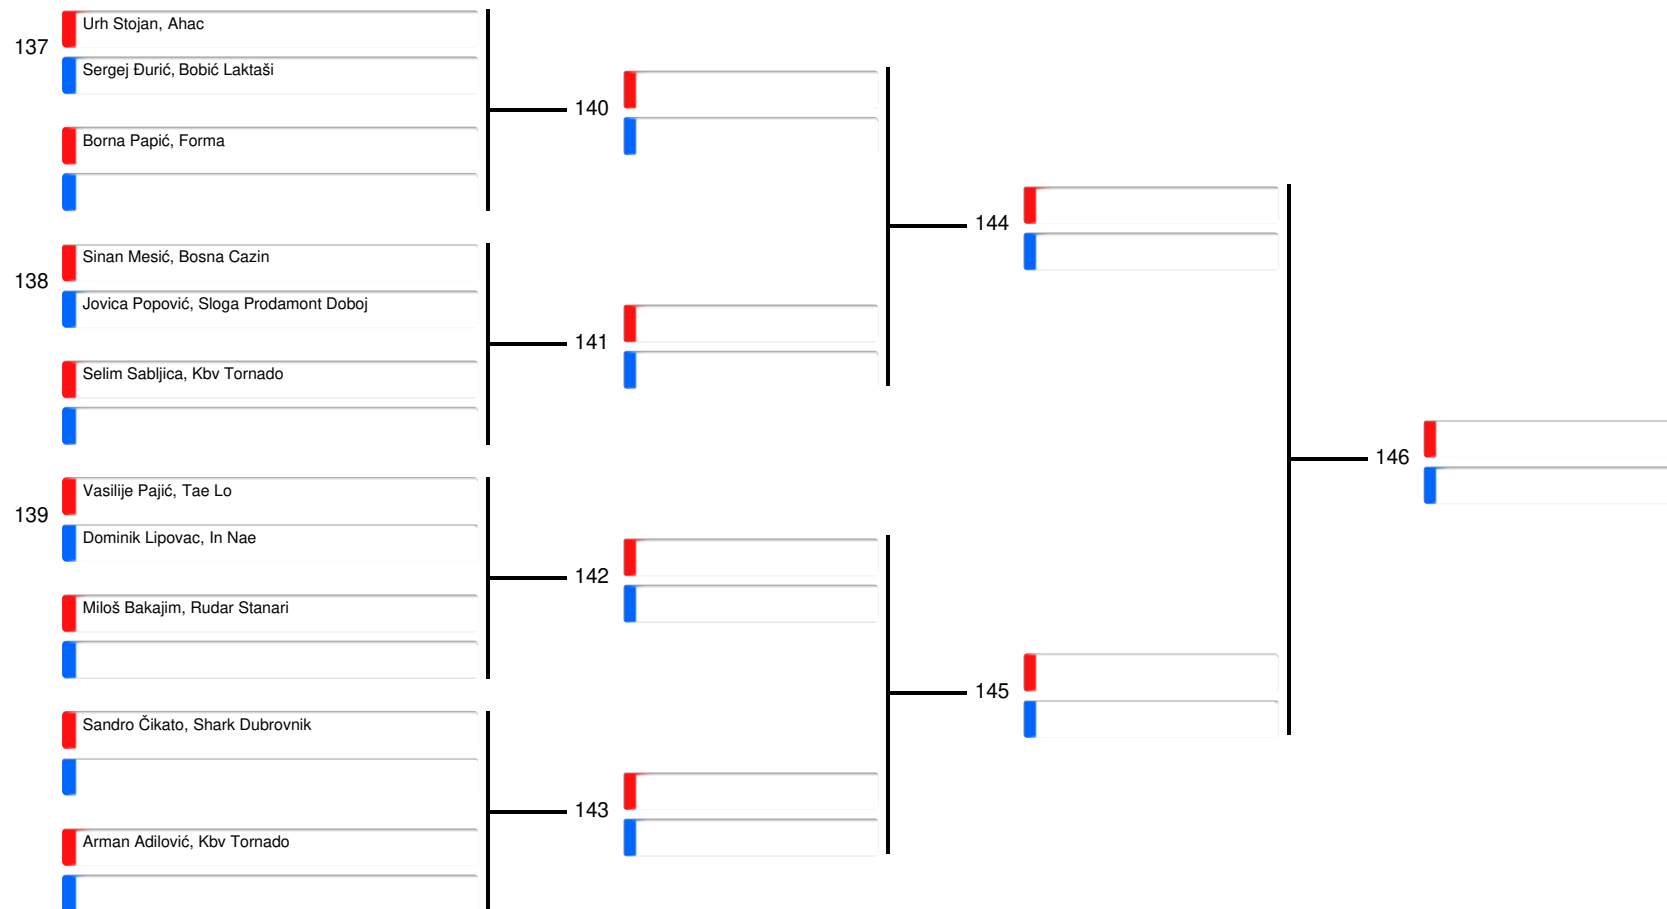 Urh Stojan, Ahac
137
Sergej Đurić, Bobić Laktaši
140
Borna Papić, Forma
144
Sinan Mesić, Bosna Cazin
138
Jovica Popović, Sloga Prodamont Doboj
141
Selim Sabljica, Kbv Tornado
146
Vasilije Pajić, Tae Lo
139
Dominik Lipovac, In Nae
142
Miloš Bakajim, Rudar Stanari
145
Sandro Čikato, Shark Dubrovnik
143
Arman Adilović, Kbv Tornado